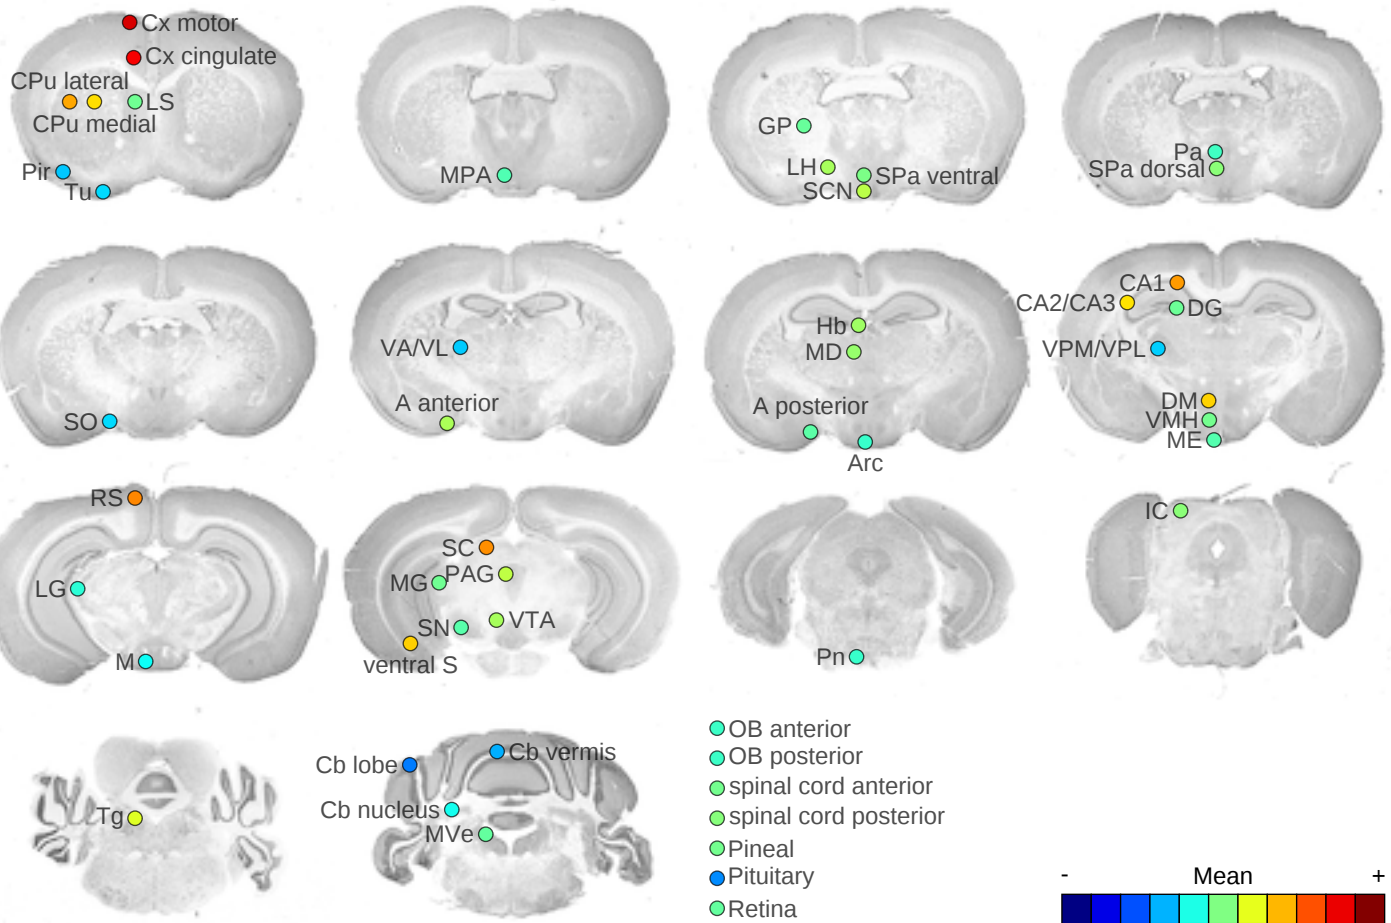 Cx motor
Cx cingulate
CPu lateral
LS
CPu medial
Pir
Tu
MPA
GP
LH
SPa ventral
SCN
Pa
SPa dorsal
SO
VA/VL
A anterior
Hb
MD
A posterior
Arc
CA1
CA2/CA3
DG
VPM/VPL
DM
VMH
ME
RS
LG
M
SC
MG
PAG
SN
VTA
ventral S
Pn
IC
Tg
Cb lobe
Cb vermis
Cb nucleus
MVe
OB anterior
OB posterior
spinal cord anterior
spinal cord posterior
Pineal
Pituitary
Retina
- Mean +